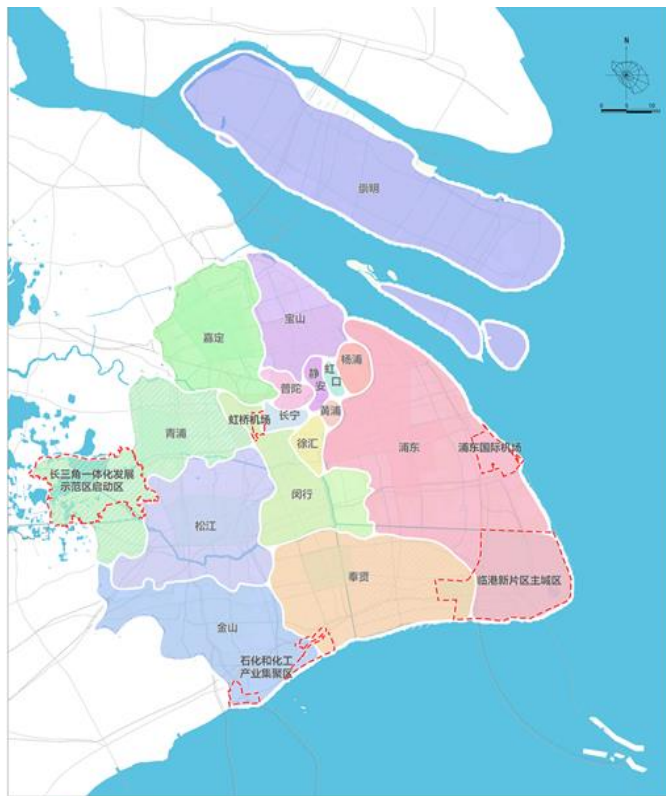 N
崇明
宝山
嘉定
杨浦
虹
口
静
安
普陀
黄浦
长宁
虹桥机场
徐汇
青浦
浦东
浦东国际机场
长三角一体化发展
示范区启动区
闵行
松江
奉贤
临港新片区主城区
金山
石化和化工
产业集聚区